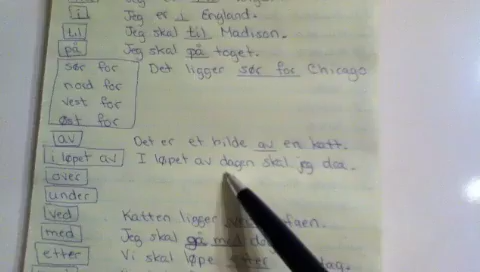 i Jeg er i England.
til Jeg skal til Madison.
på Jeg skal på toget.
sør for Det ligger sør for Chicago
nord for
vest for
øst for
av Det er et bilde av en katt.
i løpet av I løpet av dagen skal jeg dra.
over
under
ved Katten ligger ved
med Jeg skal gå med
etter Vi skal løpe etter